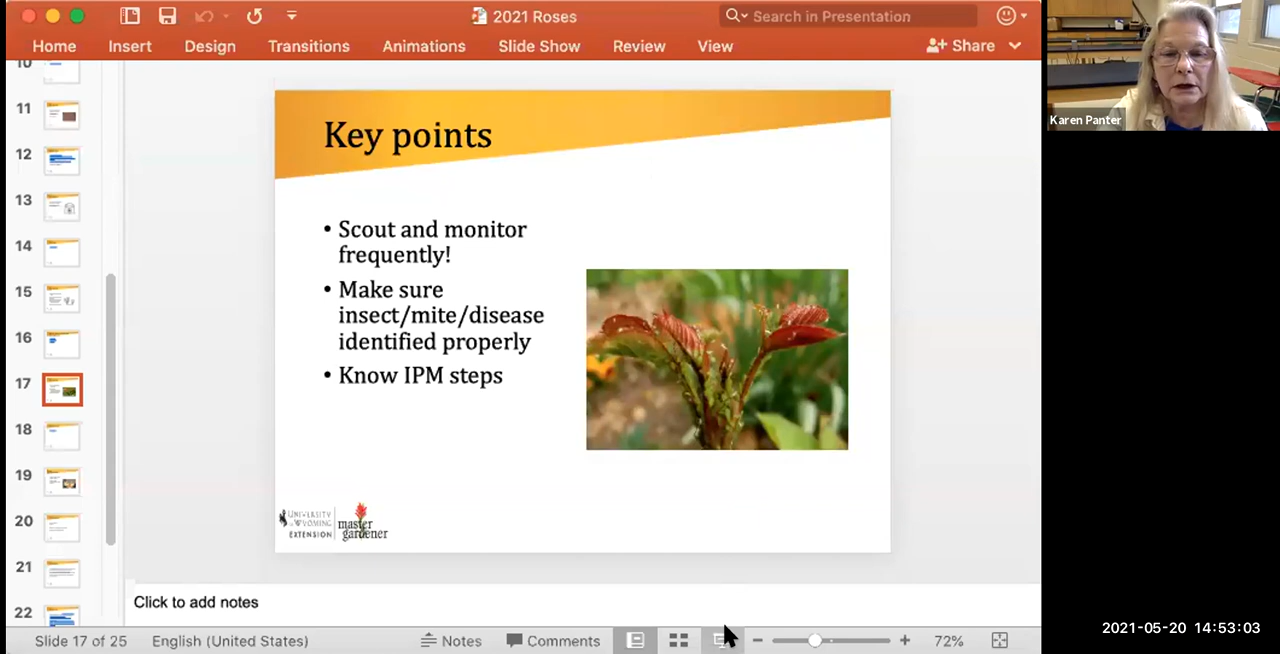 2021 Roses
Search in Presentation
Home Insert Design Transitions Animations Slide Show Review View Share
Karen Panter
10
11
12
13
14
15
16
17
18
19
20
21
22
Key points
• Scout and monitor
frequently!
• Make sure
insect/mite/disease
identified properly
• Know IPM steps
UNIVERSITY
OF WYOMING
EXTENSION
master
gardener
Click to add notes
Slide 17 of 25 English (United States) Notes Comments 72%
2021-05-20 14:53:03